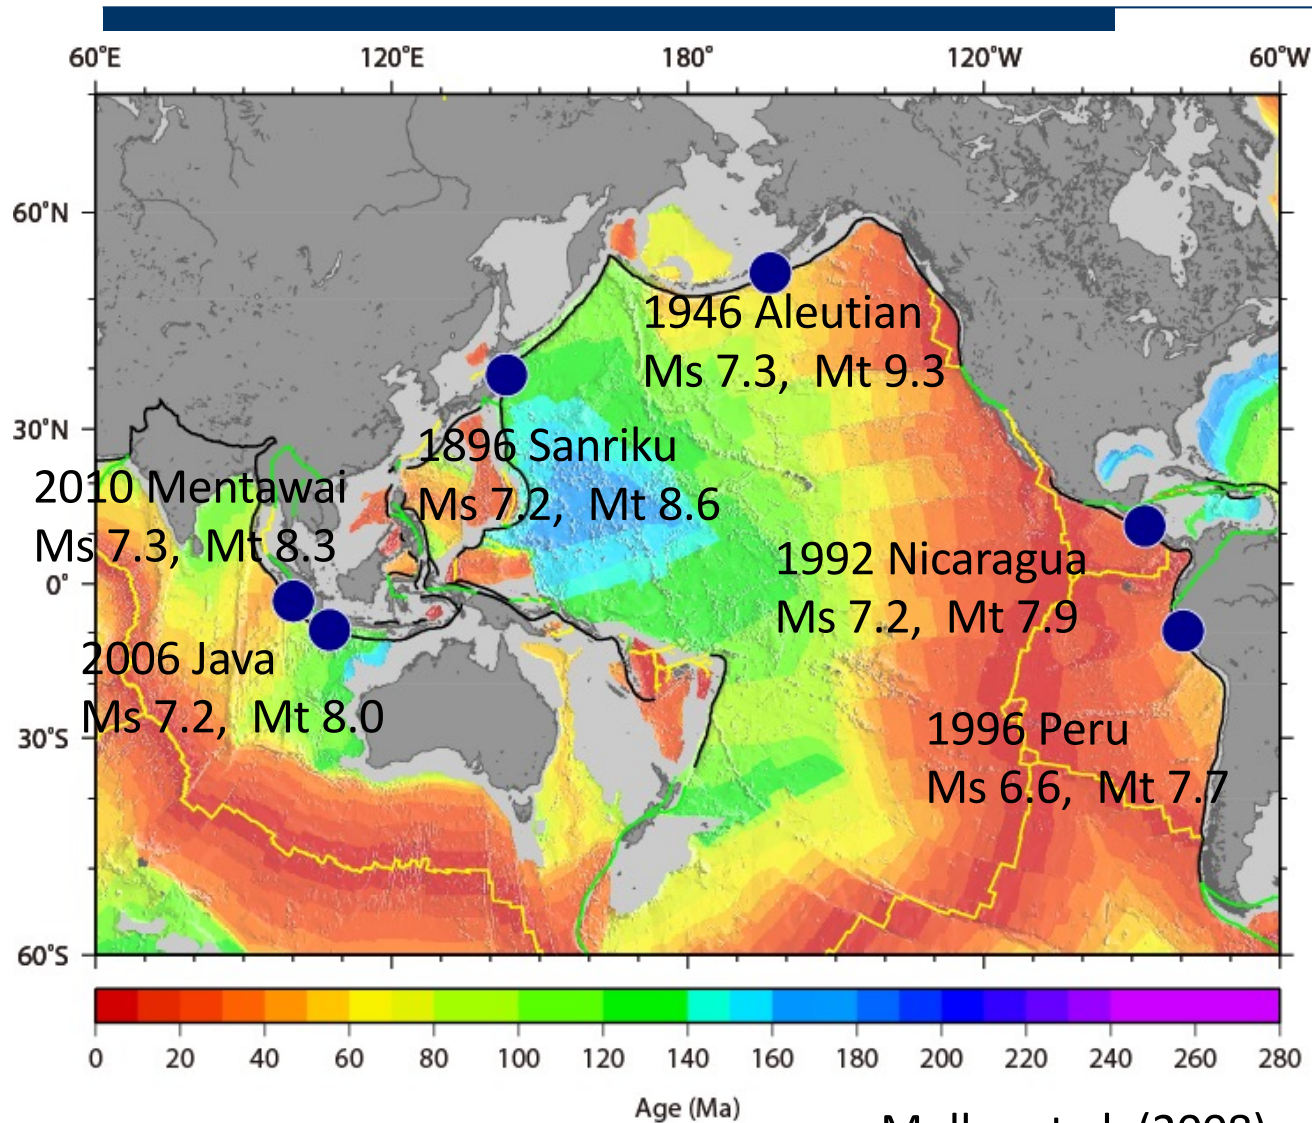 60°E 120°E 180° 120°W 60°W
60°N
1946 Aleutian
Ms 7.3, Mt 9.3
30°N
1896 Sanriku
Ms 7.2, Mt 8.6
2010 Mentawai
Ms 7.3, Mt 8.3
1992 Nicaragua
Ms 7.2, Mt 7.9
0°
2006 Java
Ms 7.2, Mt 8.0
30°S
1996 Peru
Ms 6.6, Mt 7.7
60°S
0 20 40 60 80 100 120 140 160 180 200 220 240 260 280
Age (Ma)
(2008)